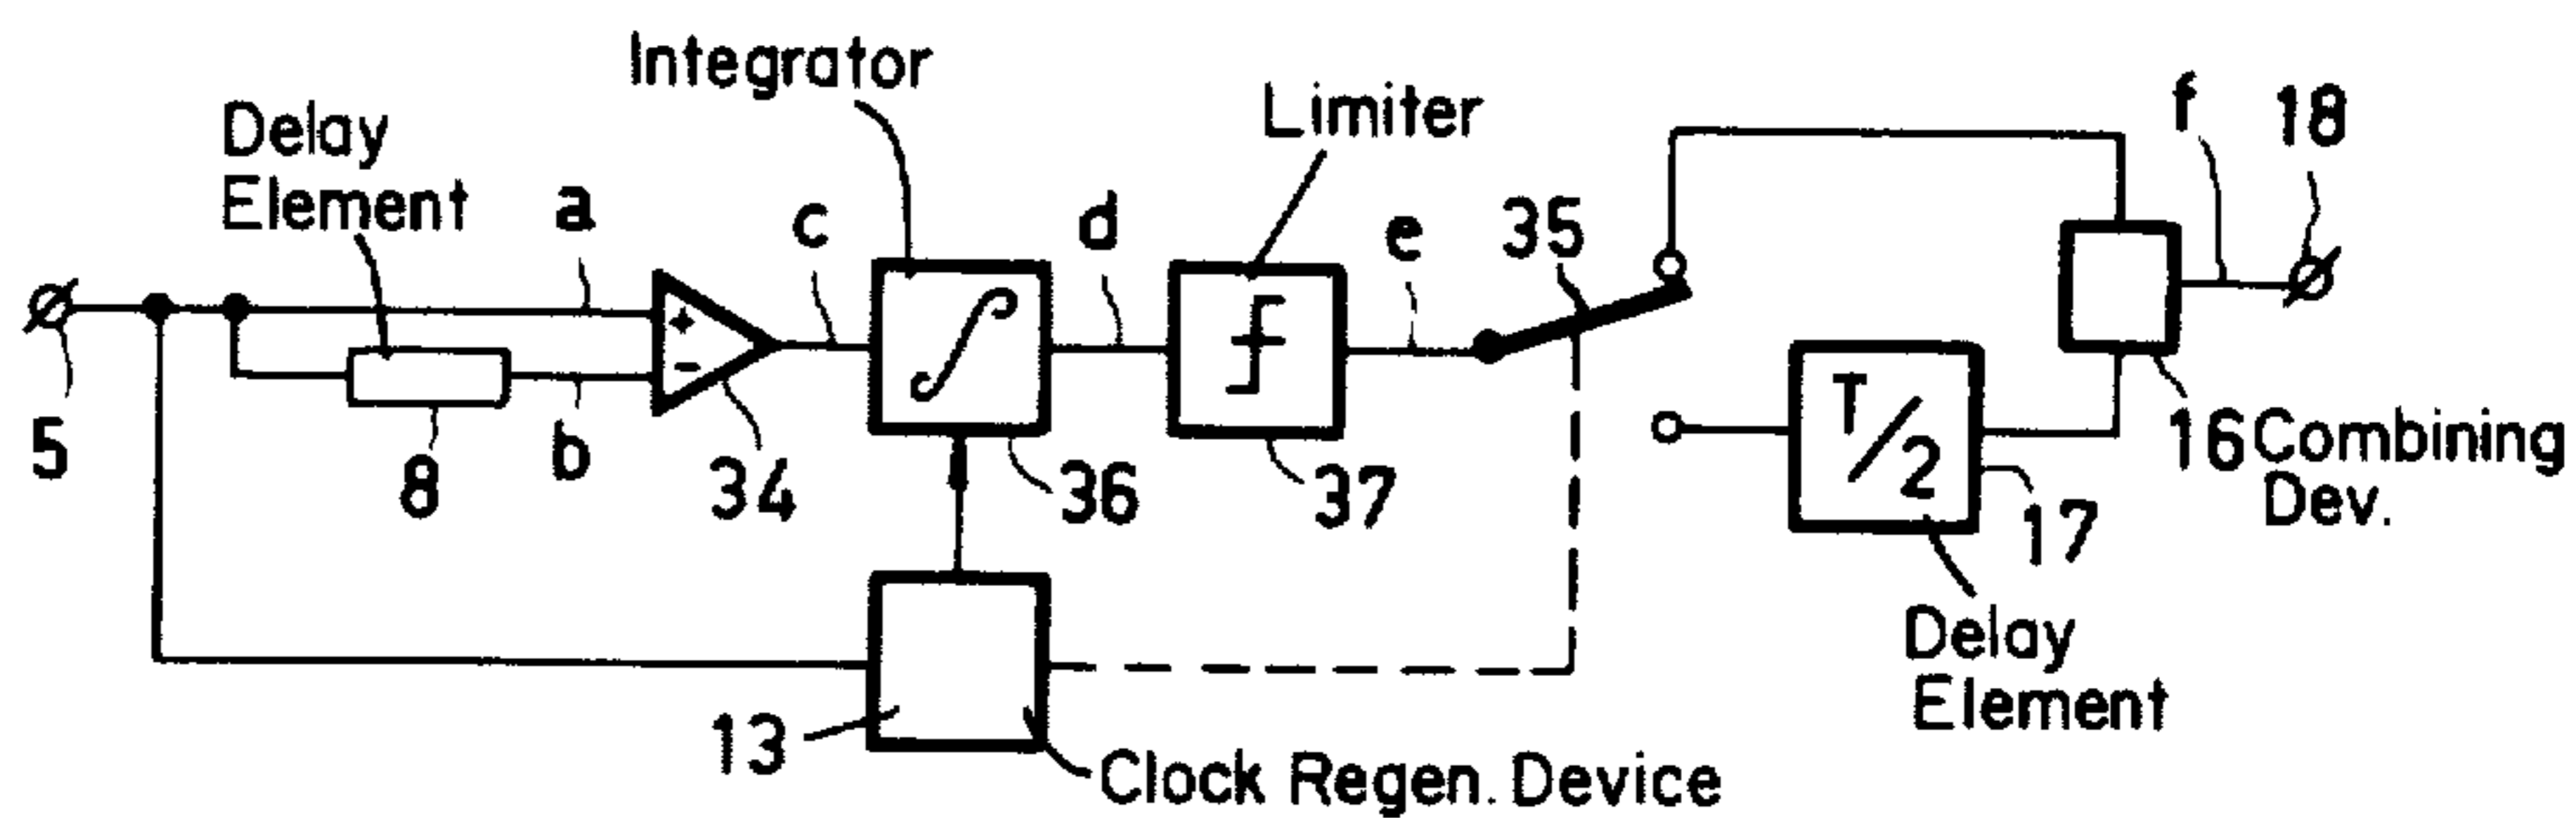 Integrator
Delay
Element
Limiter
a
c
d
e
35
f
18
+
-
5
8
b
34
36
37
T/2
17
16 Combining
Dev.
Delay
Element
13
Clock Regen. Device